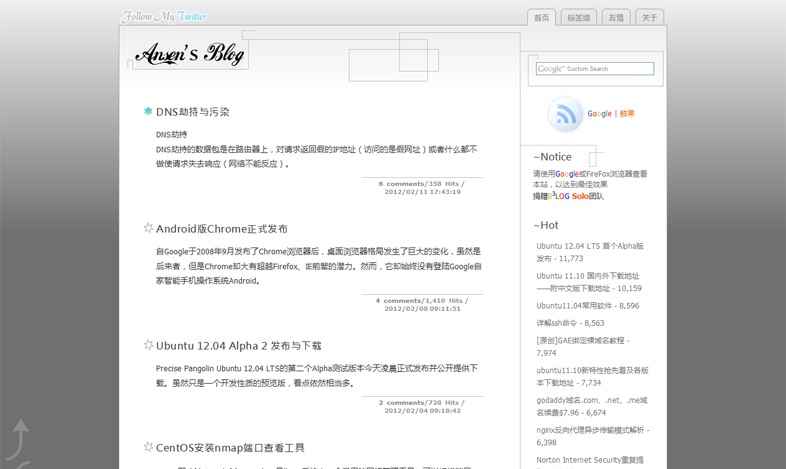 Follow My Twitter
首页
标签墙
友链
关于
Ansen's Blog
Google™ Custom Search
DNS劫持与污染
DNS劫持
DNS劫持的数据包是在路由器上，对请求返回假的IP地址（访问的是假网址）或者什么都不
做使请求失去响应（网络不能反应）。
6 comments/358 Hits /
2012/02/11 17:43:19
Android版Chrome正式发布
自Google于2008年9月发布了Chrome浏览器后，桌面浏览器格局发生了巨大的变化，虽然是
后来者，但是Chrome却大有超越Firefox、IE前辈的潜力。然而，它却始终没有登陆Google自
家智能手机操作系统Android。
4 comments/1,410 Hits /
2012/02/08 09:11:51
Ubuntu 12.04 Alpha 2 发布与下载
Precise Pangolin Ubuntu 12.04 LTS的第二个Alpha测试版本今天凌晨正式发布并公开提供下
载。虽然只是一个开发性质的预览版，看点依然相当多。
2 comments/728 Hits /
2012/02/04 09:18:42
CentOS安装nmap端口查看工具
Google | 鲜果
~Notice
请使用Google或FireFox浏览器查看
本站，以达到最佳效果
捐赠B³LOG Solo团队
~Hot
Ubuntu 12.04 LTS 首个Alpha版
发布 - 11,773
Ubuntu 11.10 国内外下载地址
——附中文版下载地址 - 10,159
Ubuntu11.04常用软件 - 8,596
详解ssh命令 - 8,563
[原创]GAE绑定域名教程 -
7,974
ubuntu11.10新特性抢先看及各版
本下载地址 - 7,734
godaddy域名.com、.net、.me域
名续费$7.96 - 6,674
nginx反向代理异步传输模式解析 -
6,398
Norton Internet Security重复提